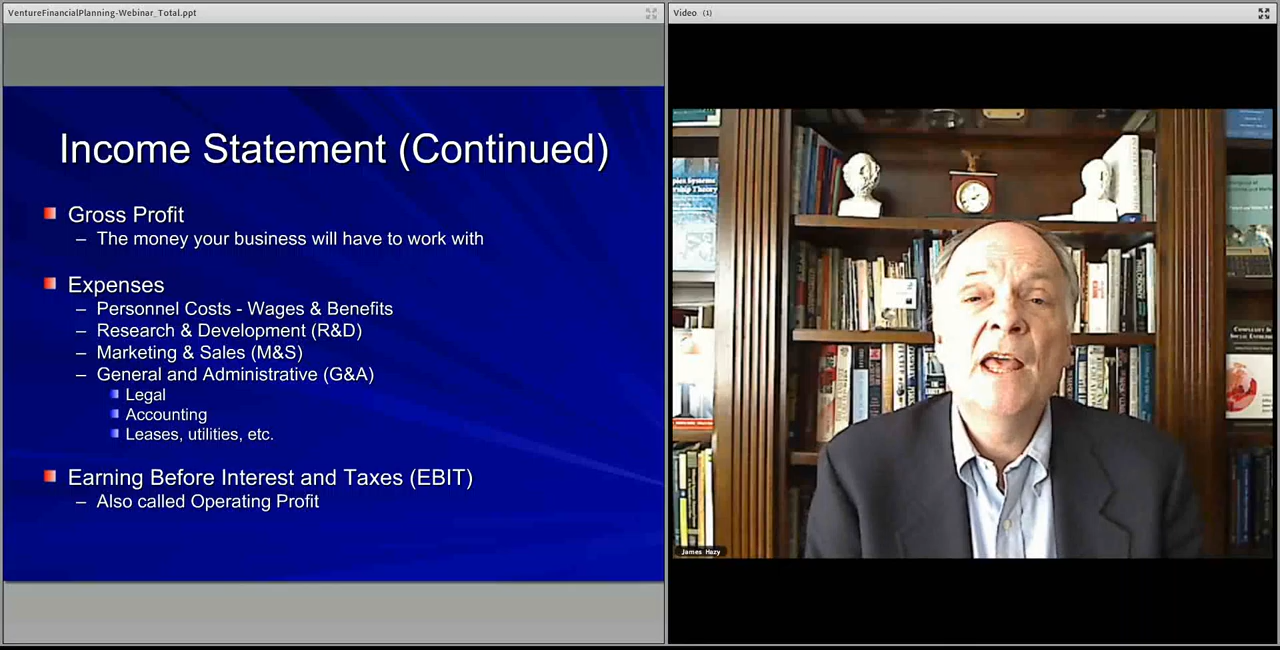 VentureFinancialPlanning-Webinar_Total.ppt
Video (1)
Income Statement (Continued)
Gross Profit
– The money your business will have to work with
Expenses
– Personnel Costs - Wages & Benefits
– Research & Development (R&D)
– Marketing & Sales (M&S)
– General and Administrative (G&A)
Legal
Accounting
Leases, utilities, etc.
Earning Before Interest and Taxes (EBIT)
– Also called Operating Profit
James Hazy